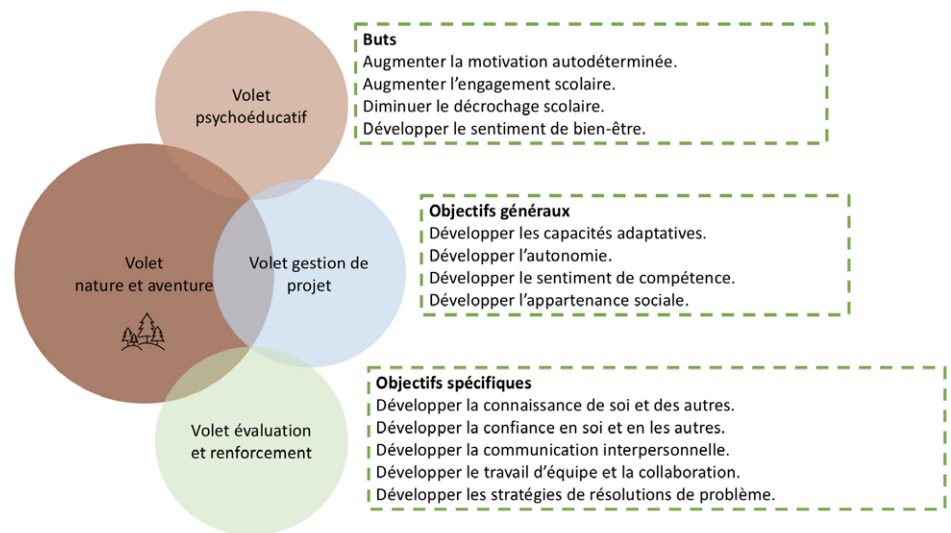 Volet
psychoéducatif
Buts
Augmenter la motivation autodéterminée.
Augmenter l'engagement scolaire.
Diminuer le décrochage scolaire.
Développer le sentiment de bien-être.
Volet
nature et aventure
Volet gestion de
projet
Objectifs généraux
Développer les capacités adaptatives.
Développer l'autonomie.
Développer le sentiment de compétence.
Développer l'appartenance sociale.
Volet évaluation
et renforcement
Objectifs spécifiques
Développer la connaissance de soi et des autres.
Développer la confiance en soi et en les autres.
Développer la communication interpersonnelle.
Développer le travail d'équipe et la collaboration.
Développer les stratégies de résolutions de problème.